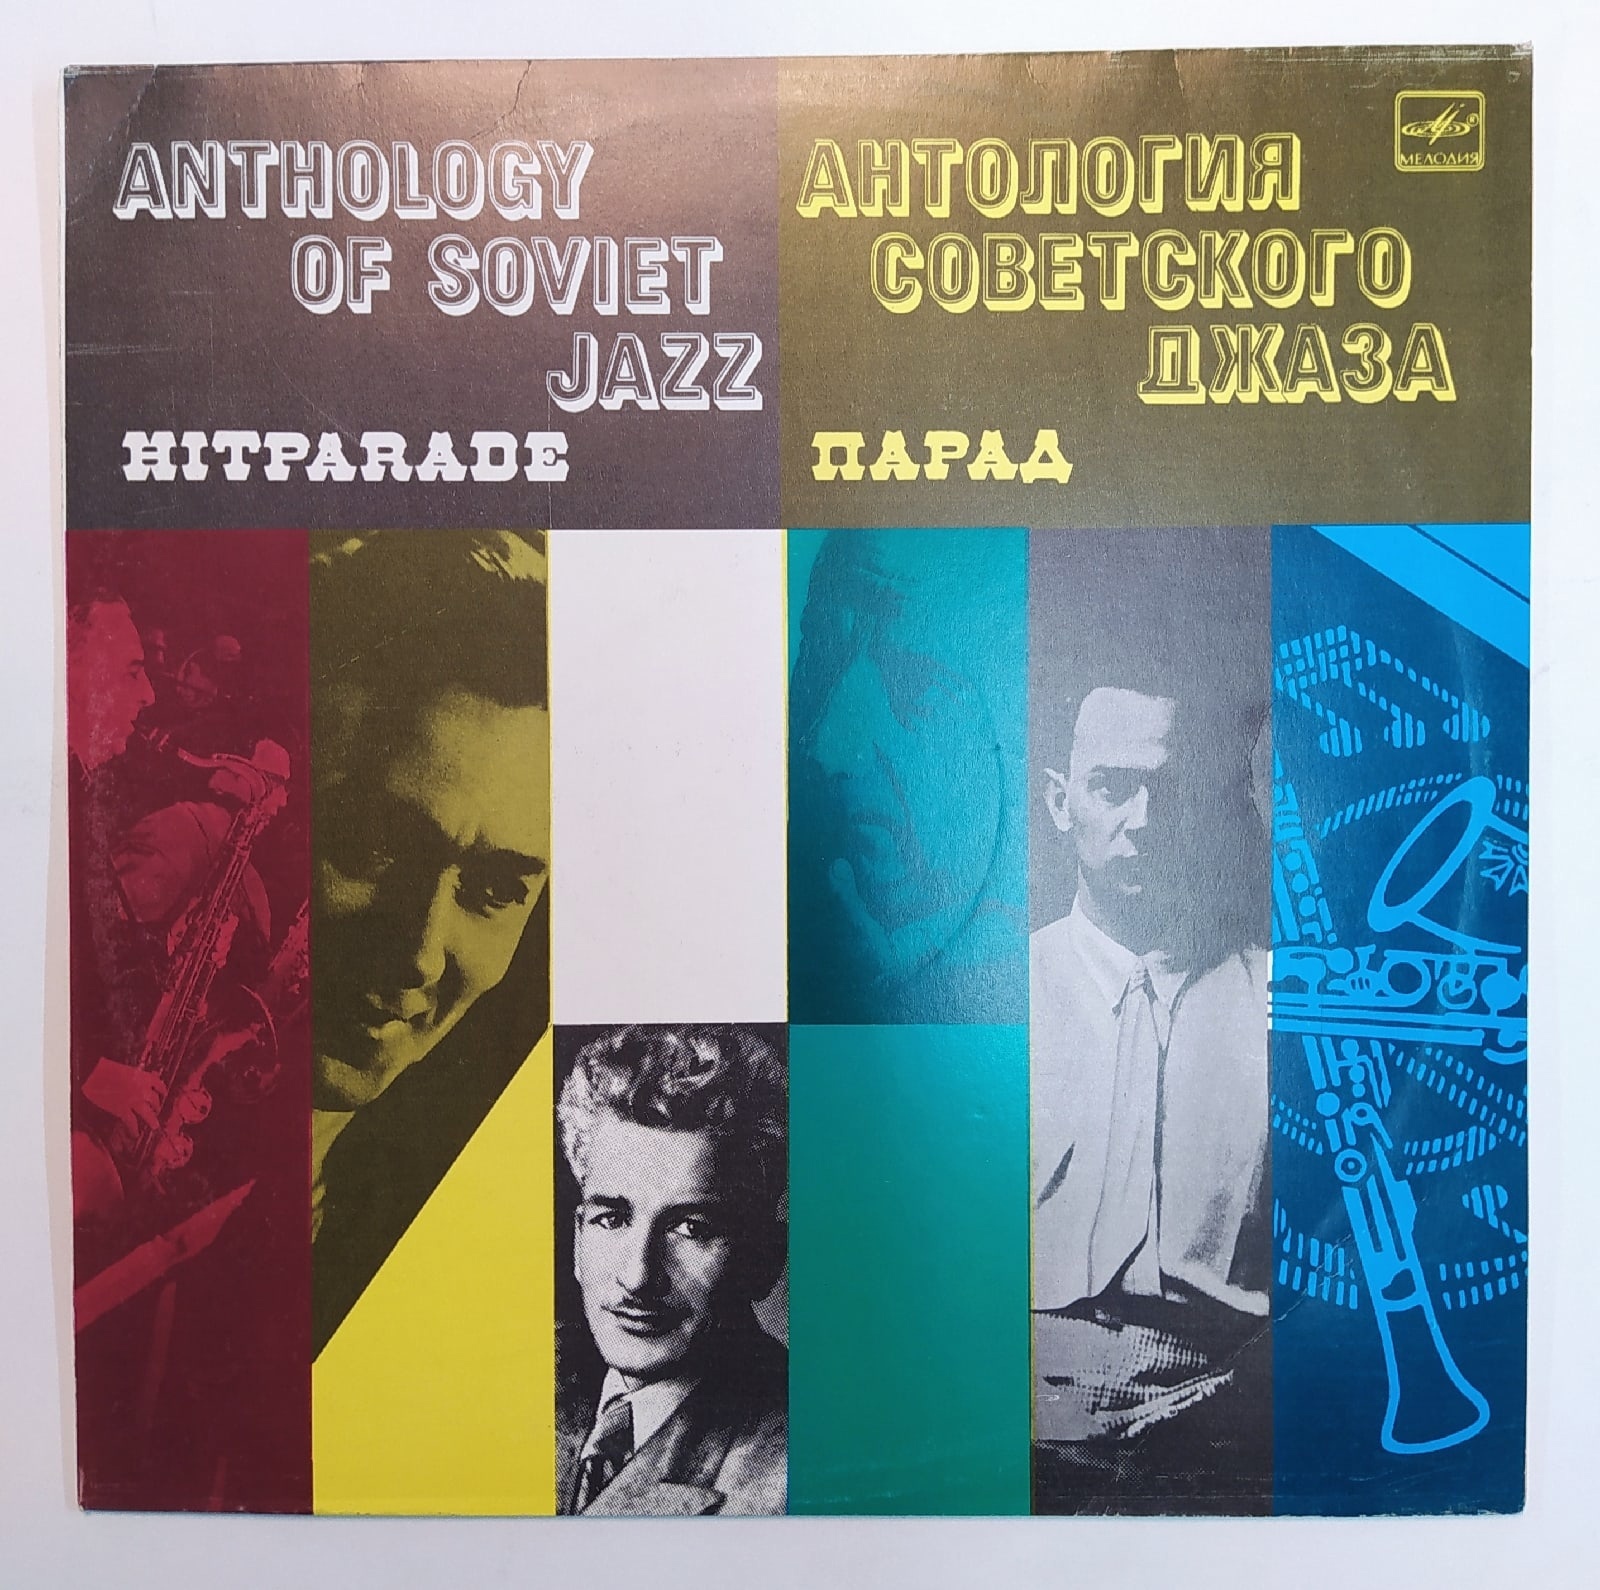 ANTHOLOGY
OF SOVIET
JAZZ
HITPARADE
АНТОЛОГИЯ
СОВЕТСКОГО
ДЖАЗА
ПАРАД
МЕЛОДИЯ